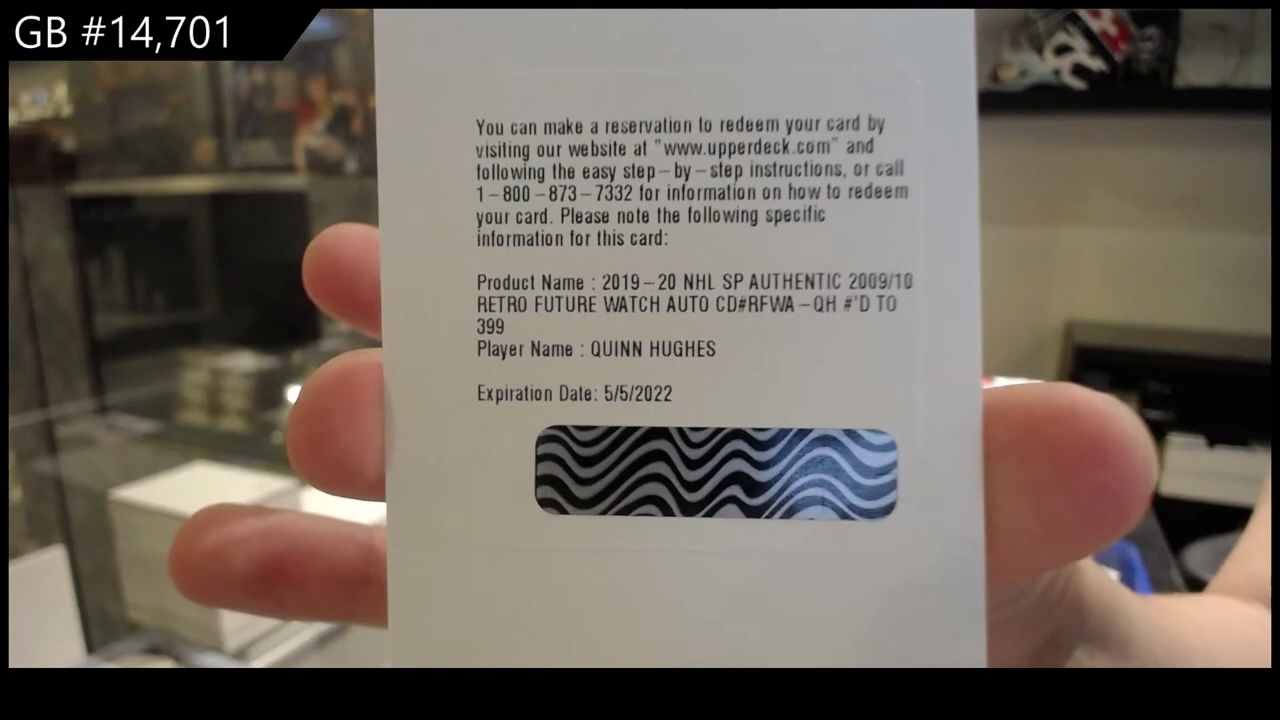 GB #14,701
You can make a reservation to redeem your card by
visiting our website at "www.upperdeck.com" and
following the easy step-by-step instructions, or call
1-800-873-7332 for information on how to redeem
your card. Please note the following specific
information for this card:
Product Name : 2019-20 NHL SP AUTHENTIC 2009/10
RETRO FUTURE WATCH AUTO CD#RFWA-QH #'D TO
399
Player Name : QUINN HUGHES
Expiration Date: 5/5/2022